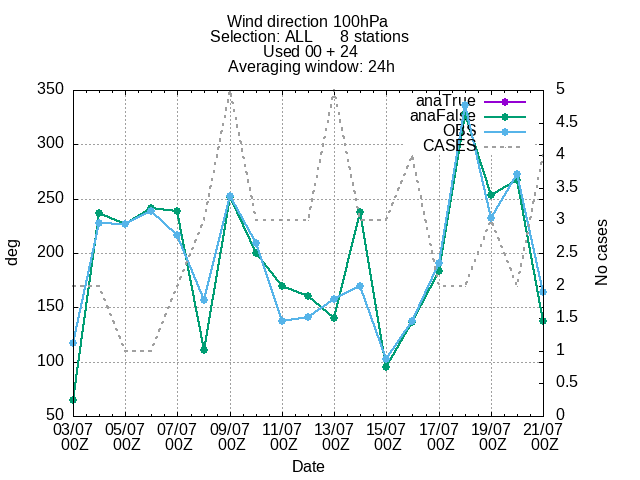 Wind direction 100hPa
Selection: ALL 8 stations
Used 00 + 24
Averaging window: 24h
anaTrue
anaFalse
OBS
CASES
deg
350
300
250
200
150
100
50
No cases
5
4.5
4
3.5
3
2.5
2
1.5
1
0.5
0
03/07 05/07 07/07 09/07 11/07 13/07 15/07 17/07 19/07 21/07
00Z 00Z 00Z 00Z 00Z 00Z 00Z 00Z 00Z 00Z
Date